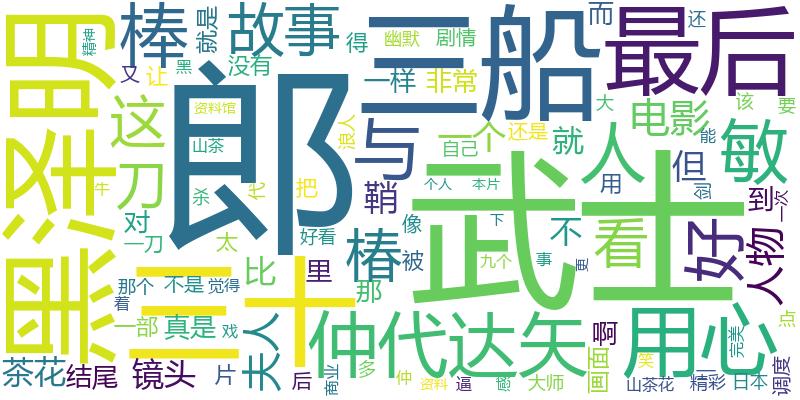 黑泽明
棒
就是
故事
得
幽默
剧情
三船
而
还
最后
精神
又
让
黑
没有
一样
非常
资料馆
这
刀
山茶
郎
浪人
与
一个
还是
就
电影
大
该
要
人
但
敏
能
自己
牛
杀
代
把
鞘
个人
本片
武士
用
剑
到
一次
对
一刀
太
好看
椿
像
被
下
不
看
好
人物
三十
比
里
那
九个
事
更
那个
不是
觉得
着
一部
真是
戏
夫人
仲代达矢
啊
用心
点
完美
茶花
结尾
镜头
片
后
商业
多
仲
资料
逼
感
大师
画面
笑
山茶花
精彩
日本
调度